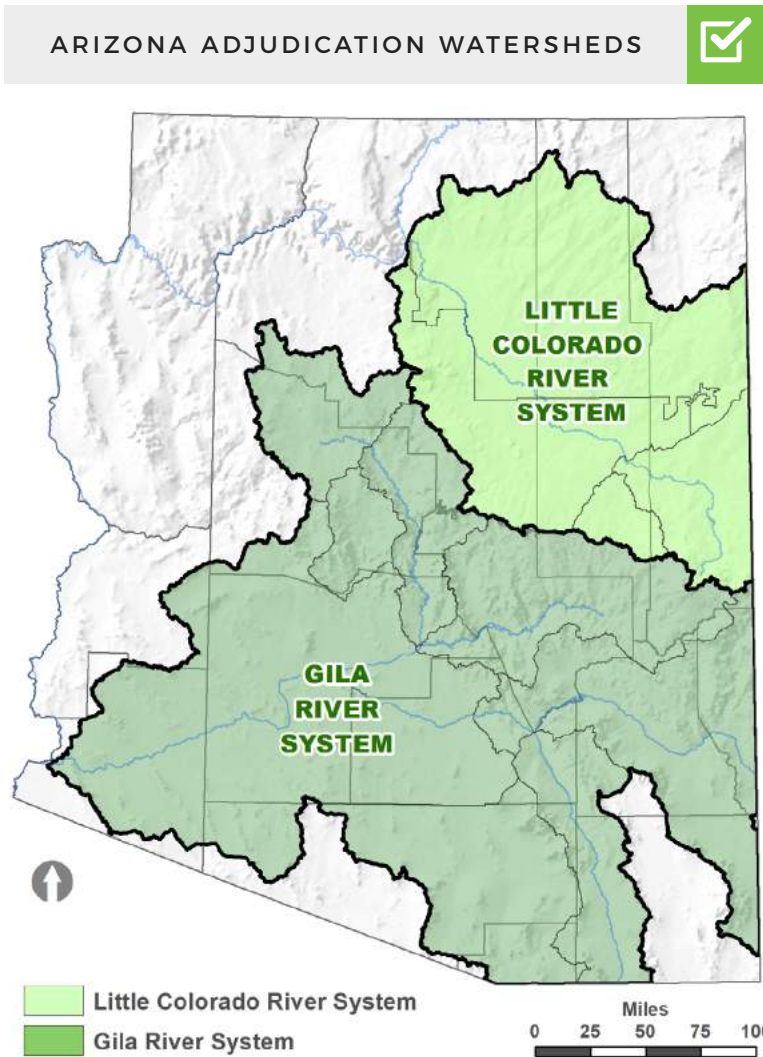 ARIZONA ADJUDICATION WATERSHEDS
LITTLE
COLORADO
RIVER
SYSTEM
GILA
RIVER
SYSTEM
Little Colorado River System
Gila River System
Miles
0 25 50 75 100